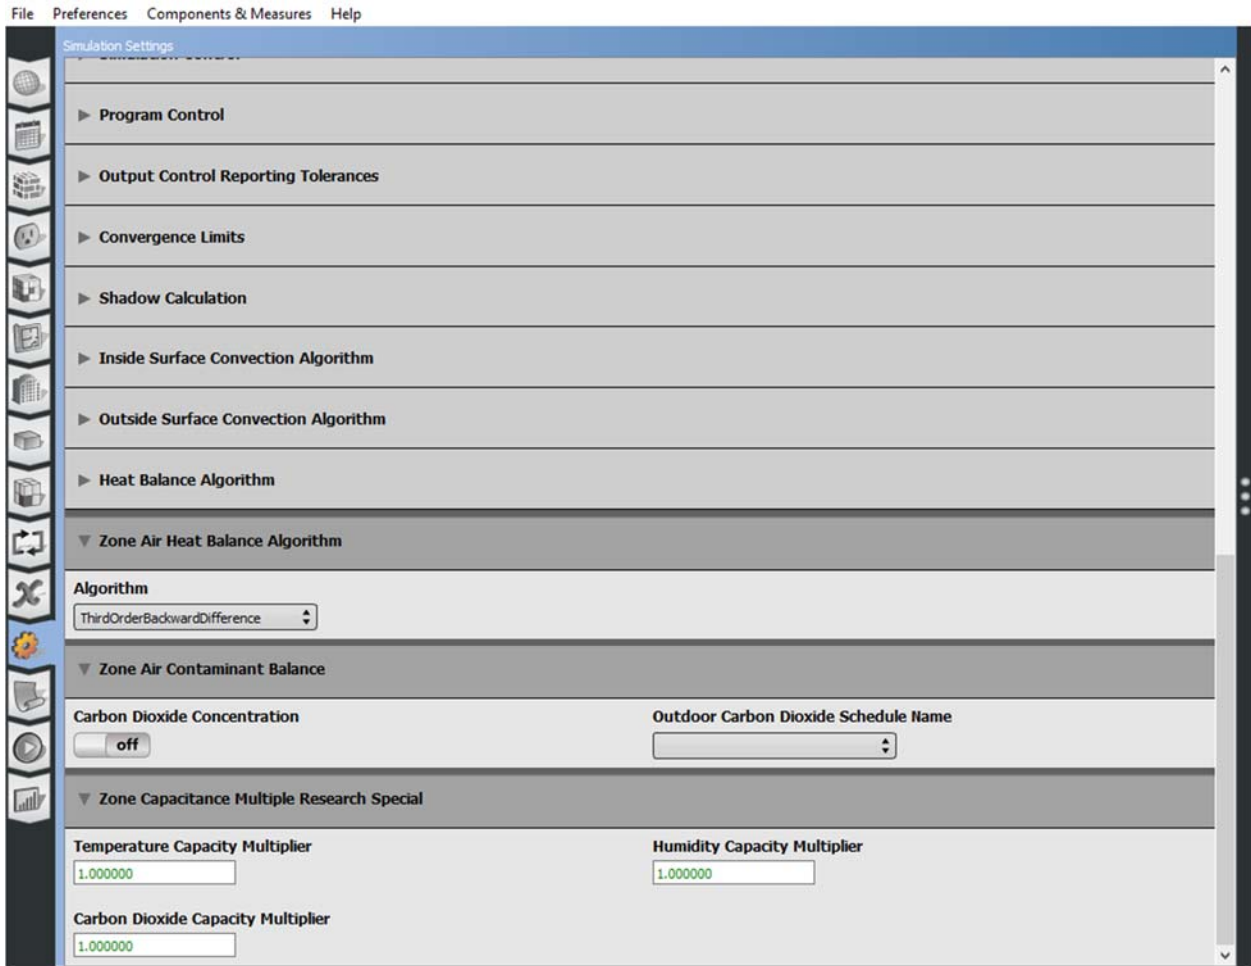 File Preferences Components & Measures Help
Simulation Settings
Simulation Control
Program Control
Output Control Reporting Tolerances
Convergence Limits
Shadow Calculation
Inside Surface Convection Algorithm
Outside Surface Convection Algorithm
Heat Balance Algorithm
Zone Air Heat Balance Algorithm
Algorithm
ThirdOrderBackwardDifference
Zone Air Contaminant Balance
Carbon Dioxide Concentration Outdoor Carbon Dioxide Schedule Name
off
Zone Capacitance Multiple Research Special
Temperature Capacity Multiplier Humidity Capacity Multiplier
1.000000 1.000000
Carbon Dioxide Capacity Multiplier
1.000000